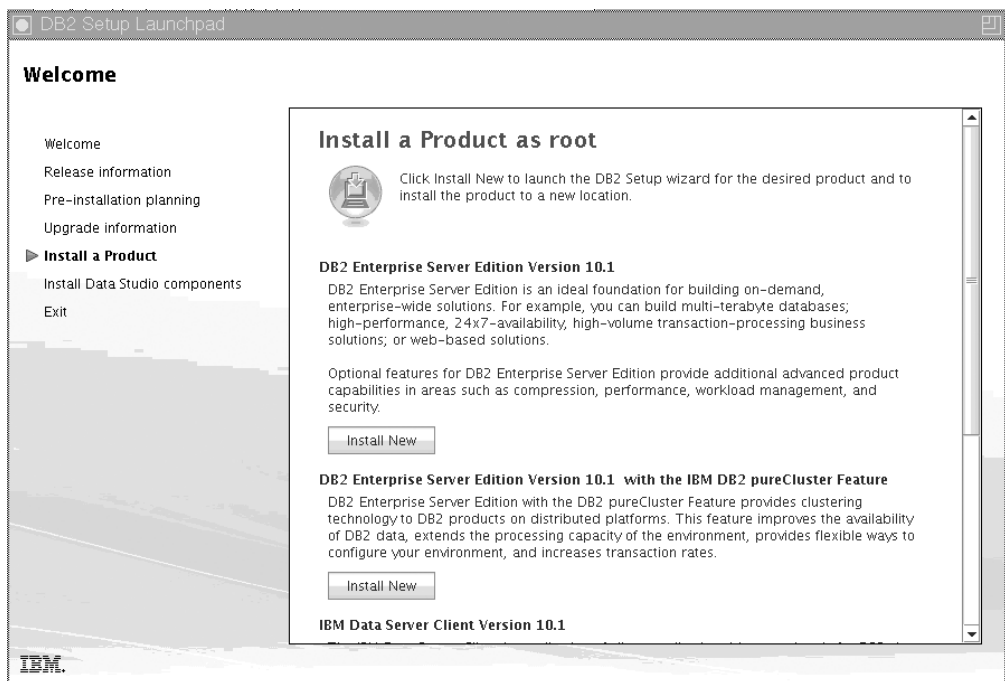 DB2 Setup Launchpad
Welcome
Welcome
Release information
Pre-installation planning
Upgrade information
Install a Product
Install Data Studio components
Exit
Install a Product as root
Click Install New to launch the DB2 Setup wizard for the desired product and to
install the product to a new location.
DB2 Enterprise Server Edition Version 10.1
DB2 Enterprise Server Edition is an ideal foundation for building on-demand,
enterprise-wide solutions. For example, you can build multi-terabyte databases;
high-performance, 24x7-availability, high-volume transaction-processing business
solutions; or web-based solutions.
Optional features for DB2 Enterprise Server Edition provide additional advanced product
capabilities in areas such as compression, performance, workload management, and
security.
Install New
DB2 Enterprise Server Edition Version 10.1 with the IBM DB2 pureCluster Feature
DB2 Enterprise Server Edition with the DB2 pureCluster Feature provides clustering
technology to DB2 products on distributed platforms. This feature improves the availability
of DB2 data, extends the processing capacity of the environment, provides flexible ways to
configure your environment, and increases transaction rates.
Install New
IBM Data Server Client Version 10.1
IBM.